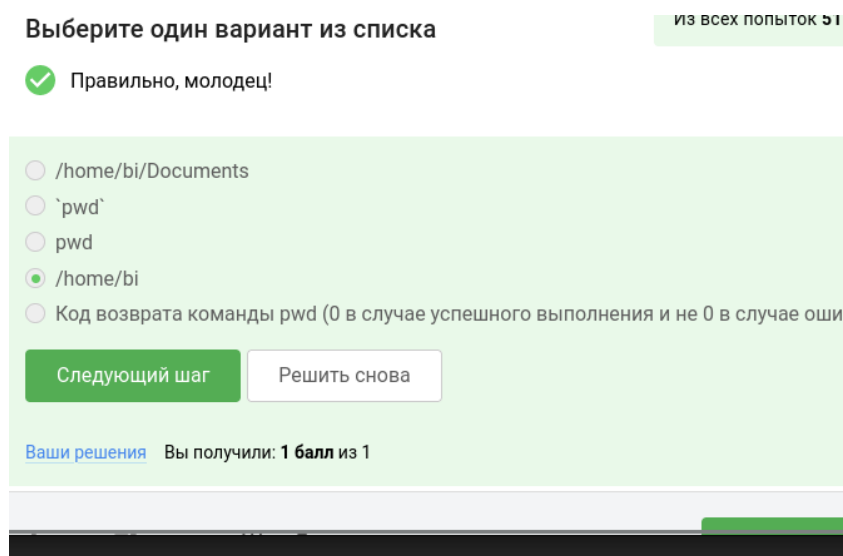 Выберите один вариант из списка
Из всех попыток 51
Правильно, молодец!
/home/bi/Documents
`pwd`
pwd
/home/bi
Код возврата команды pwd (0 в случае успешного выполнения и не 0 в случае оши
Следующий шаг
Решить снова
Ваши решения Вы получили: 1 балл из 1